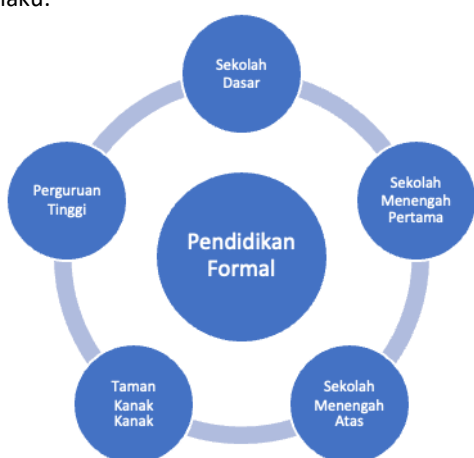 laku.
Sekolah
Dasar
Perguruan
Tinggi
Sekolah
Menengah
Pertama
Pendidikan
Formal
Taman
Kanak
Kanak
Sekolah
Menengah
Atas